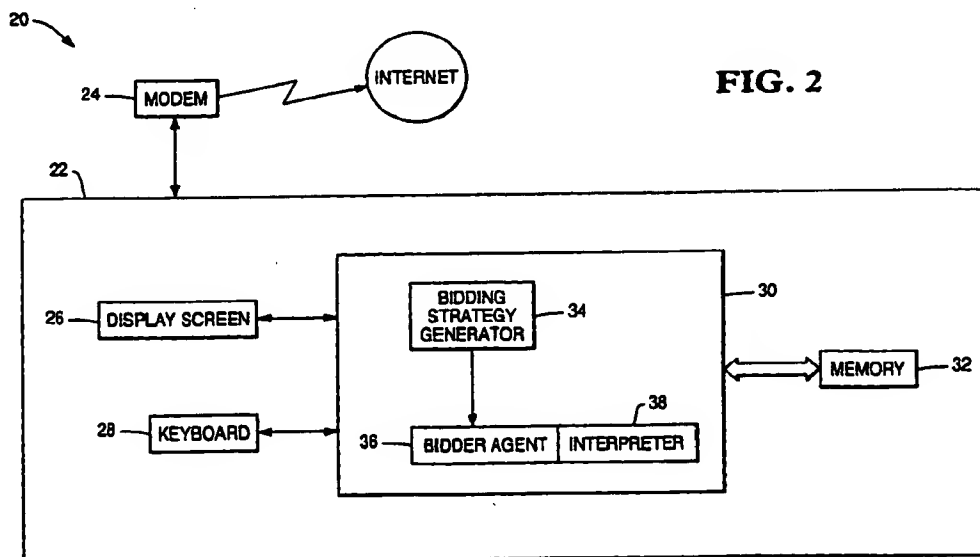 20
24
MODEM
INTERNET
FIG. 2
22
26
DISPLAY SCREEN
28
KEYBOARD
BIDDING
STRATEGY
GENERATOR
34
30
MEMORY
32
38
36
BIDDER AGENT
INTERPRETER